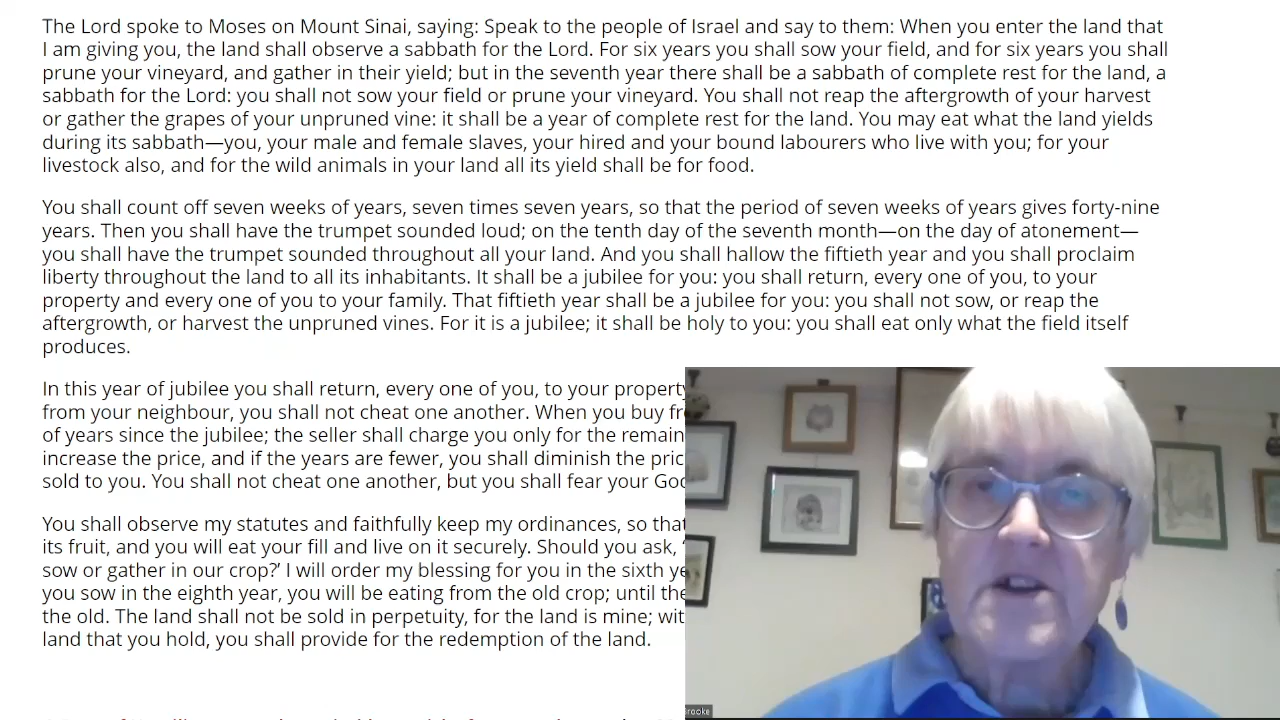 The Lord spoke to Moses on Mount Sinai, saying: Speak to the people of Israel and say to them: When you enter the land that
I am giving you, the land shall observe a sabbath for the Lord. For six years you shall sow your field, and for six years you shall
prune your vineyard, and gather in their yield; but in the seventh year there shall be a sabbath of complete rest for the land, a
sabbath for the Lord: you shall not sow your field or prune your vineyard. You shall not reap the aftergrowth of your harvest
or gather the grapes of your unpruned vine: it shall be a year of complete rest for the land. You may eat what the land yields
during its sabbath—you, your male and female slaves, your hired and your bound labourers who live with you; for your
livestock also, and for the wild animals in your land all its yield shall be for food.
You shall count off seven weeks of years, seven times seven years, so that the period of seven weeks of years gives forty-nine
years. Then you shall have the trumpet sounded loud; on the tenth day of the seventh month—on the day of atonement—
you shall have the trumpet sounded throughout all your land. And you shall hallow the fiftieth year and you shall proclaim
liberty throughout the land to all its inhabitants. It shall be a jubilee for you: you shall return, every one of you, to your
property and every one of you to your family. That fiftieth year shall be a jubilee for you: you shall not sow, or reap the
aftergrowth, or harvest the unpruned vines. For it is a jubilee; it shall be holy to you: you shall eat only what the field itself
produces.
In this year of jubilee you shall return, every one of you, to your property
from your neighbour, you shall not cheat one another. When you buy
of years since the jubilee; the seller shall charge you only for the remain
increase the price, and if the years are fewer, you shall diminish the
sold to you. You shall not cheat one another, but you shall fear your
You shall observe my statutes and faithfully keep my ordinances, so that
its fruit, and you will eat your fill and live on it securely. Should you ask,
sow or gather in our crop?’ I will order my blessing for you in the sixth
you sow in the eighth year, you will be eating from the old crop; until the
the old. The land shall not be sold in perpetuity, for the land is mine;
land that you hold, you shall provide for the redemption of the land.